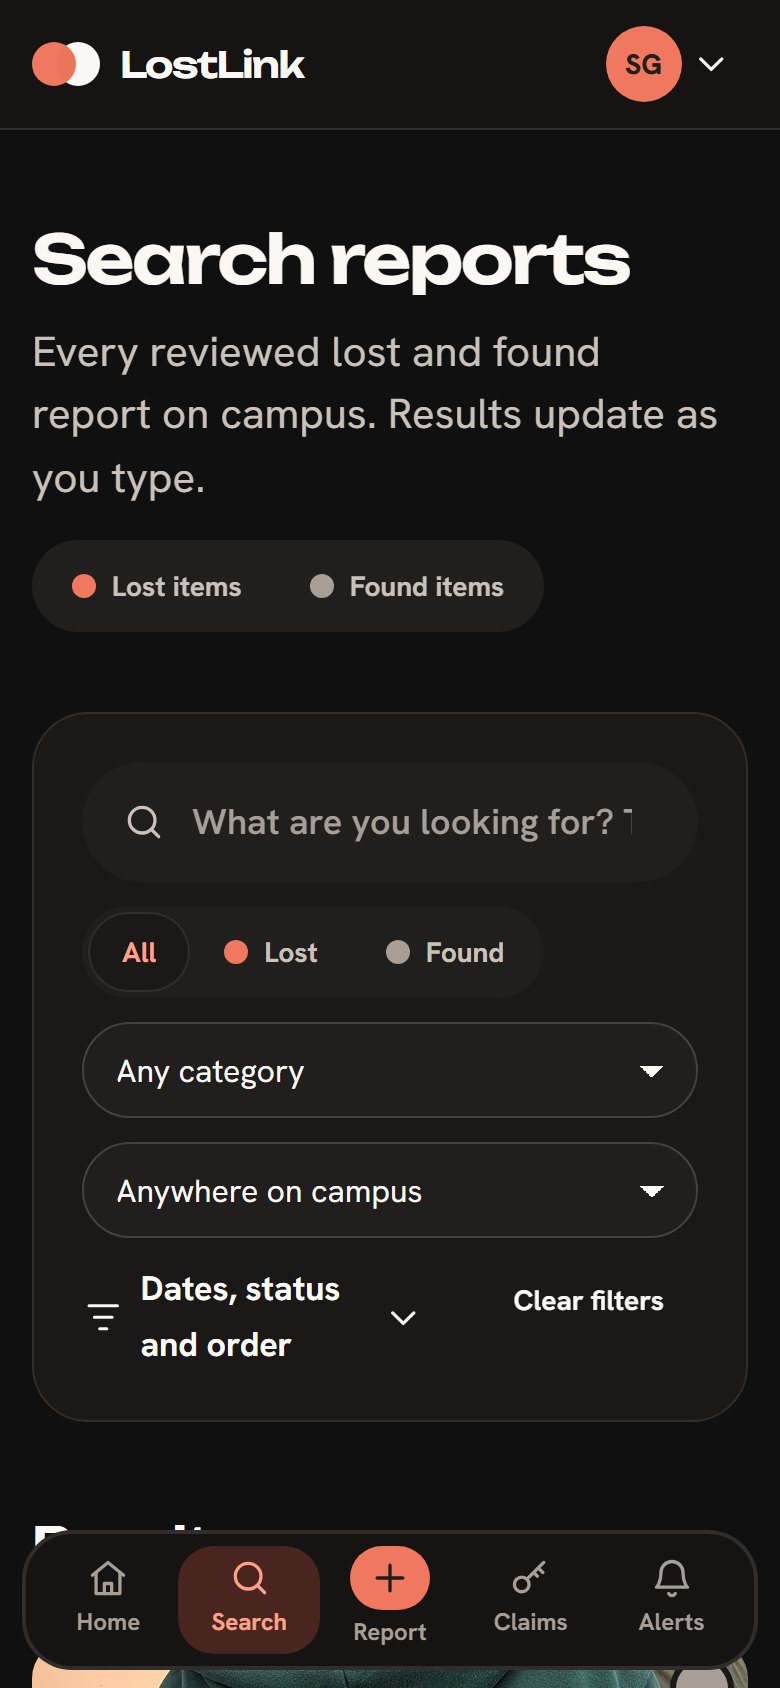 LostLink
SG
Search reports
Every reviewed lost and found
report on campus. Results update as
you type.
Lost items
Found items
What are you looking for?
All
Lost
Found
Any category
Anywhere on campus
Dates, status
and order
Clear filters
Home
Search
Report
Claims
Alerts